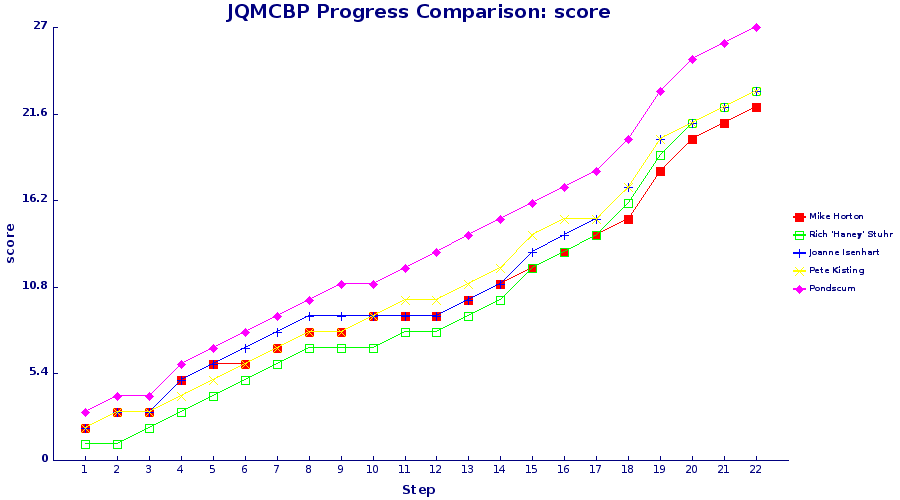 JQMCBP Progress Comparison: score
27
21.6
16.2
10.8
5.4
0
score
1 2 3 4 5 6 7 8 9 10 11 12 13 14 15 16 17 18 19 20 21 22
Step
Mike Horton
Rich 'Haney' Stuhr
Joanne Isenhart
Pete Kisting
Pondscum